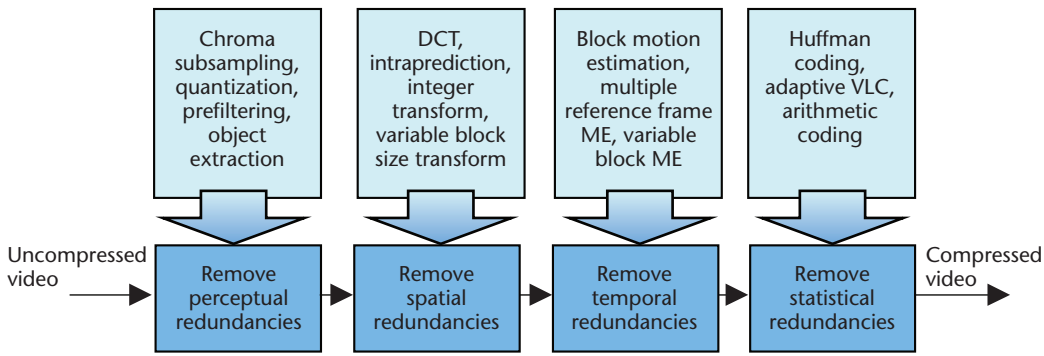 Chroma
subsampling,
quantization,
prefiltering,
object
extraction
DCT,
intraprediction,
integer
transform,
variable block
size transform
Block motion
estimation,
multiple
reference frame
ME, variable
block ME
Huffman
coding,
adaptive VLC,
arithmetic
coding
Uncompressed
video
Remove
perceptual
redundancies
Remove
spatial
redundancies
Remove
temporal
redundancies
Remove
statistical
redundancies
Compressed
video